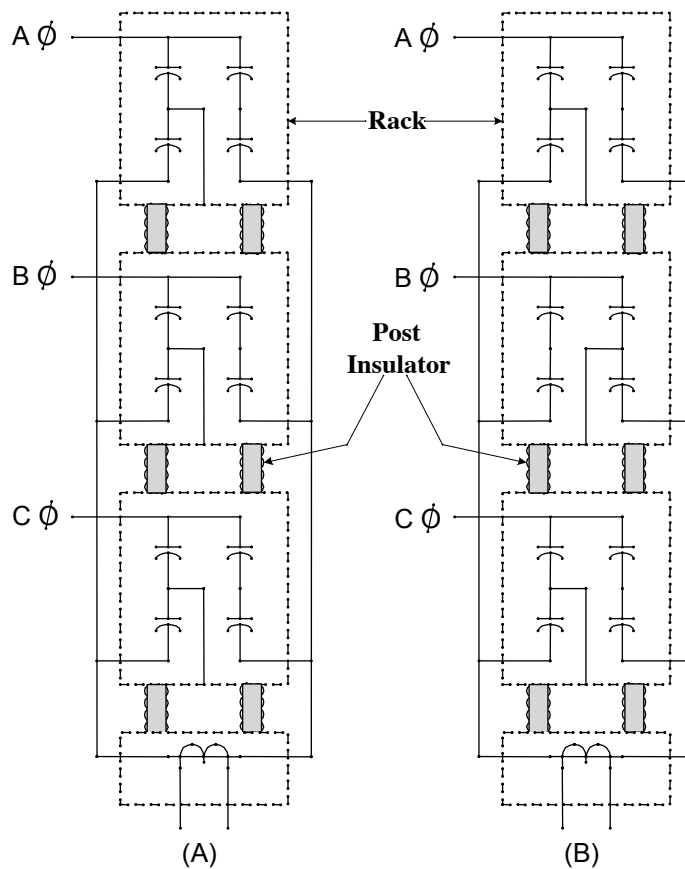 A ϕ
A ϕ
Rack
B ϕ
B ϕ
Post
Insulator
C ϕ
C ϕ
(A)
(B)